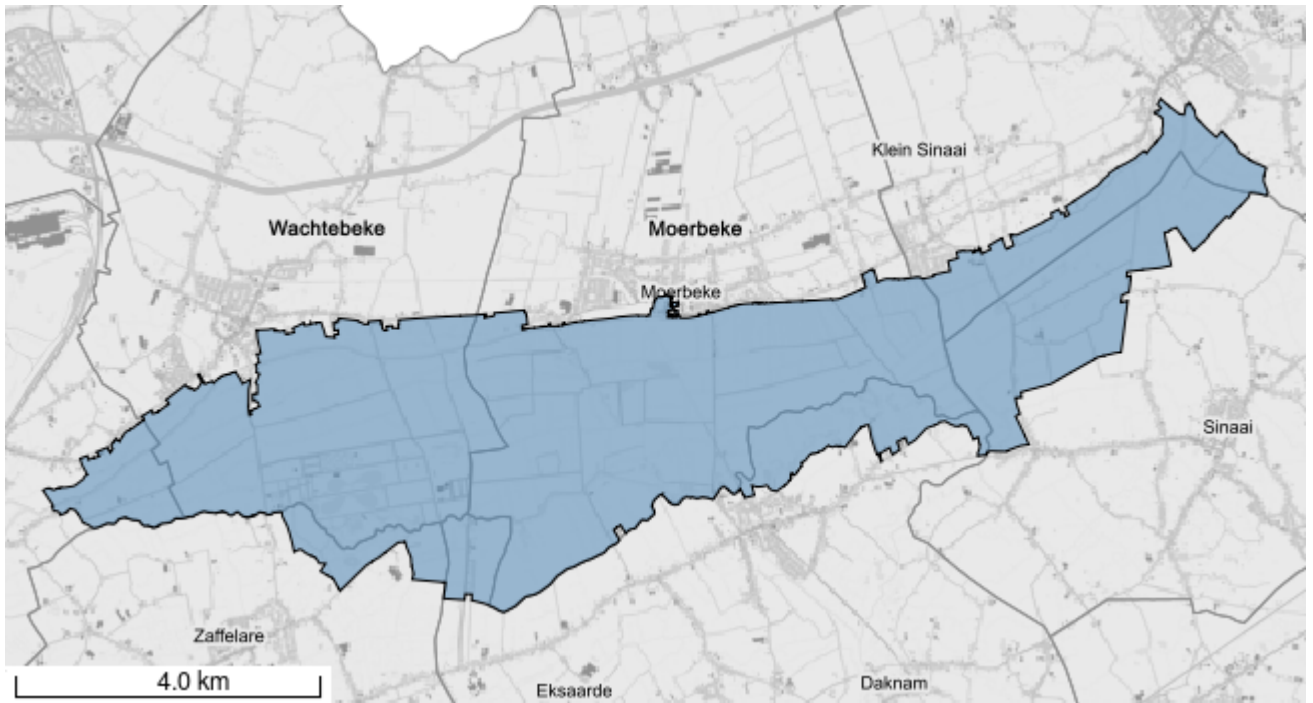 Klein Sinaai
Wachtebeke
Moerbeke
Moerbeke
Sinaai
Zaffelare
4.0 km
Eksaarde
Daknam